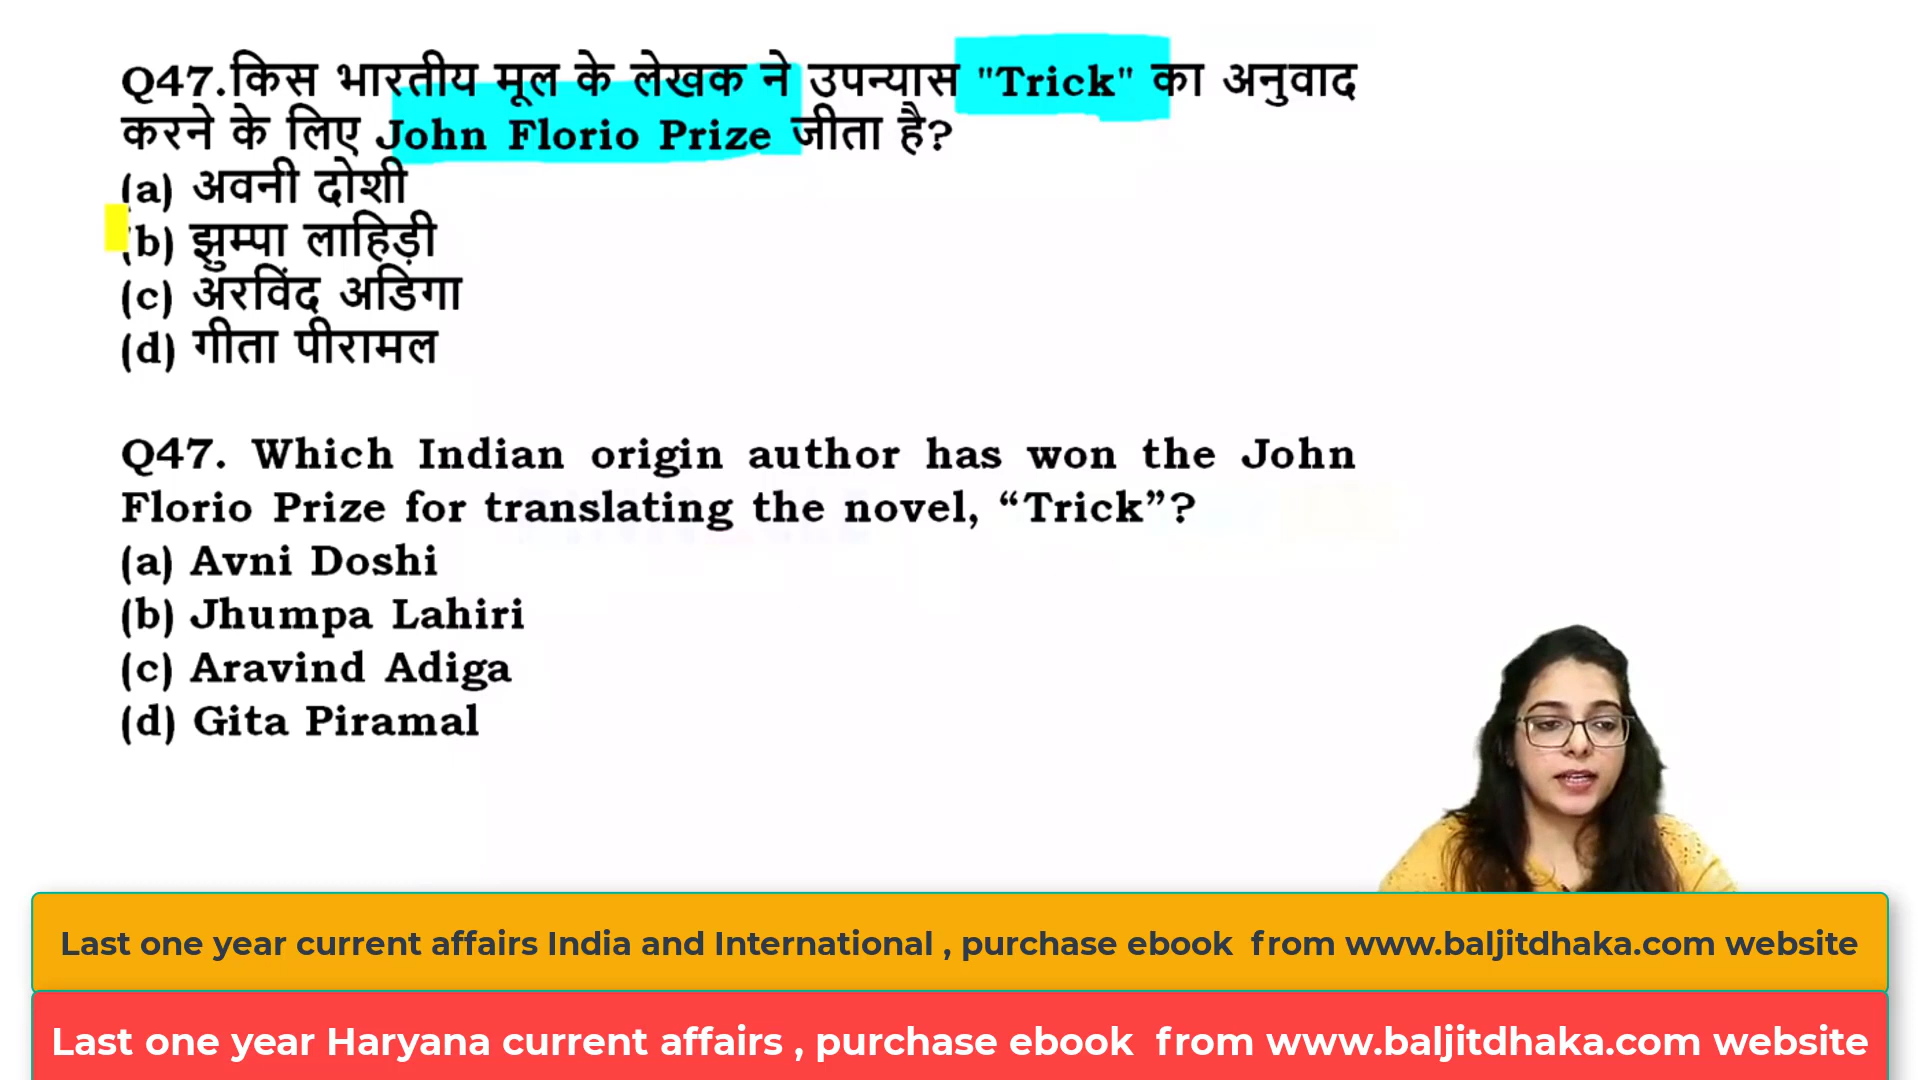 Q47.किस भारतीय मूल के लेखक ने उपन्यास "Trick" का अनुवाद
करने के लिए John Florio Prize जीता है?
(a) अवनी दोशी
(b) झुम्पा लाहिड़ी
(c) अरविंद अडिगा
(d) गीता पीरामल
Q47. Which Indian origin author has won the John
Florio Prize for translating the novel, “Trick”?
(a) Avni Doshi
(b) Jhumpa Lahiri
(c) Aravind Adiga
(d) Gita Piramal
Last one year current affairs India and International , purchase ebook from www.baljitdhaka.com website
Last one year Haryana current affairs , purchase ebook from www.baljitdhaka.com website